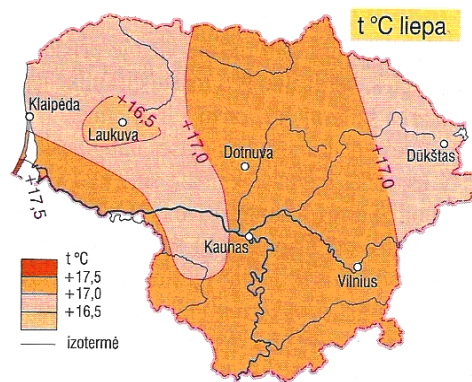 t °C liepa
Klaipėda
+16,5
Laukuva
+17,0
Dotnuva
Dūkštas
+17,0
+17,5
Kaunas
Vilnius
t °C
+17,5
+17,0
+16,5
izotermė